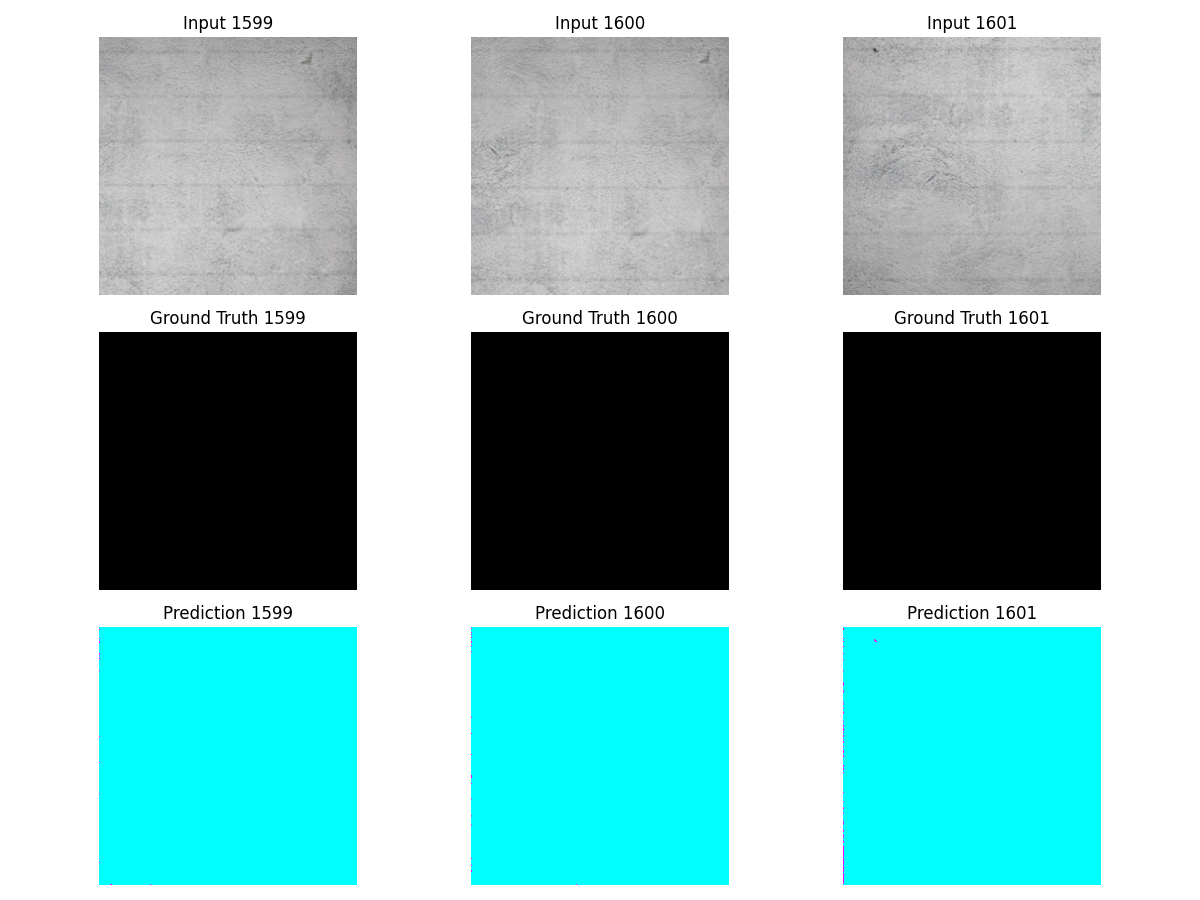 Input 1599
Input 1600
Input 1601
Ground Truth 1599
Ground Truth 1600
Ground Truth 1601
Prediction 1599
Prediction 1600
Prediction 1601